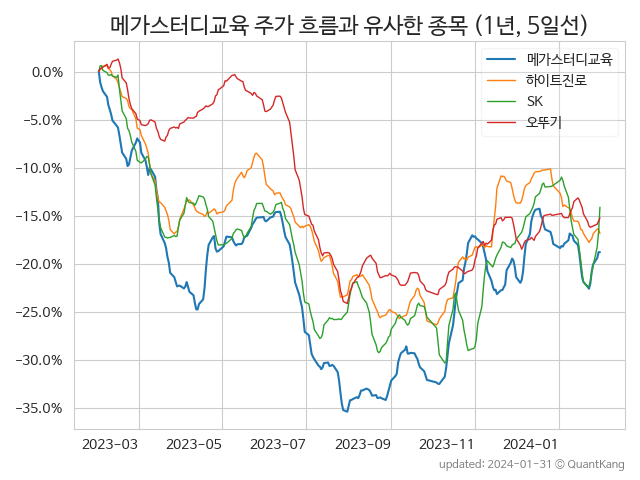 메가스터디교육 주가 흐름과 유사한 종목 (1년, 5일선)
메가스터디교육
하이트진로
SK
오뚜기
0.0%
−5.0%
−10.0%
−15.0%
−20.0%
−25.0%
−30.0%
−35.0%
2023-03 2023-05 2023-07 2023-09 2023-11 2024-01
updated: 2024-01-31 © QuantKang